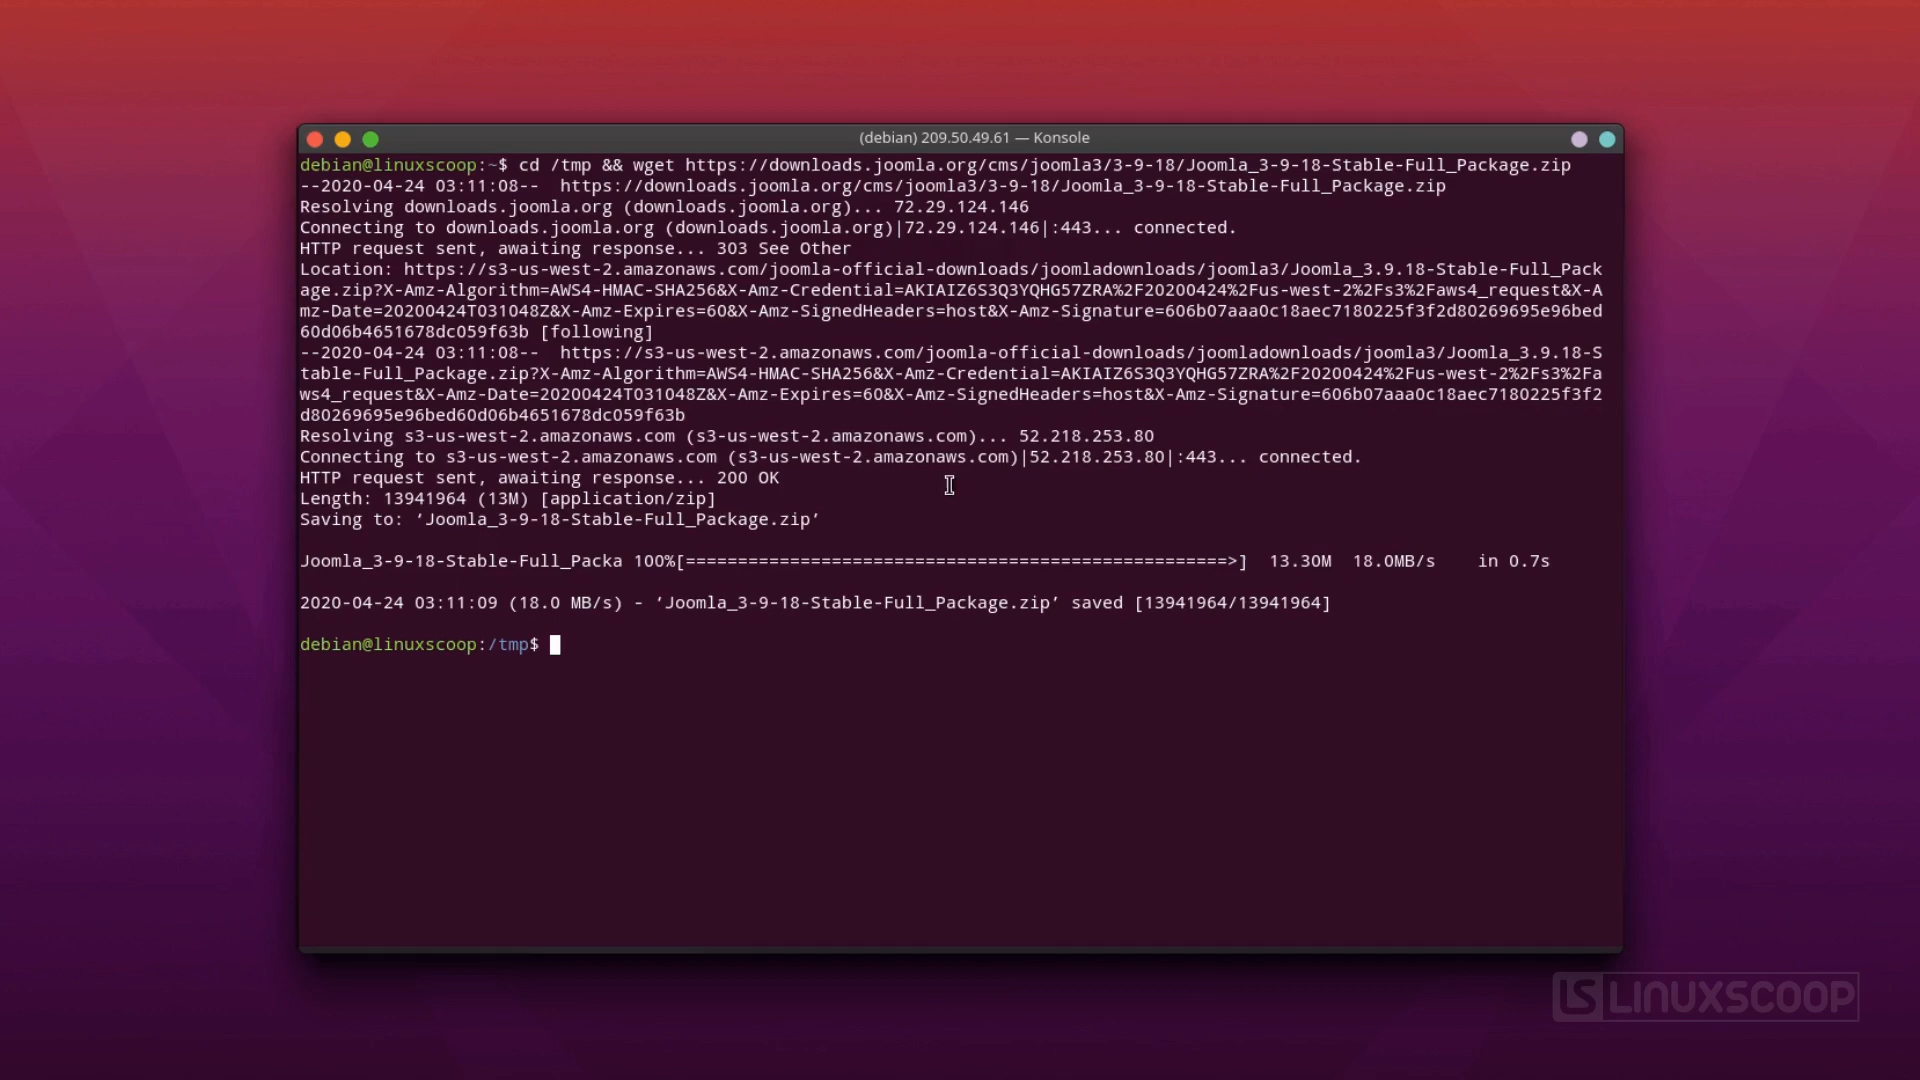 (debian) 209.50.49.61 — Konsole
debian@linuxscoop:~$ cd /tmp && wget https://downloads.joomla.org/cms/joomla3/3-9-18/Joomla_3-9-18-Stable-Full_Package.zip
--2020-04-24 03:11:08--  https://downloads.joomla.org/cms/joomla3/3-9-18/Joomla_3-9-18-Stable-Full_Package.zip
Resolving downloads.joomla.org (downloads.joomla.org)... 72.29.124.146
Connecting to downloads.joomla.org (downloads.joomla.org)|72.29.124.146|:443... connected.
HTTP request sent, awaiting response... 303 See Other
Location: https://s3-us-west-2.amazonaws.com/joomla-official-downloads/joomladownloads/joomla3/Joomla_3.9.18-Stable-Full_Pack
age.zip?X-Amz-Algorithm=AWS4-HMAC-SHA256&X-Amz-Credential=AKIAIZ6S3Q3YQHG57ZRA%2F20200424%2Fus-west-2%2Fs3%2Faws4_request&X-A
mz-Date=20200424T031048Z&X-Amz-Expires=60&X-Amz-SignedHeaders=host&X-Amz-Signature=606b07aaa0c18aec7180225f3f2d80269695e96bed
60d06b4651678dc059f63b [following]
--2020-04-24 03:11:08--  https://s3-us-west-2.amazonaws.com/joomla-official-downloads/joomladownloads/joomla3/Joomla_3.9.18-S
table-Full_Package.zip?X-Amz-Algorithm=AWS4-HMAC-SHA256&X-Amz-Credential=AKIAIZ6S3Q3YQHG57ZRA%2F20200424%2Fus-west-2%2Fs3%2Fa
ws4_request&X-Amz-Date=20200424T031048Z&X-Amz-Expires=60&X-Amz-SignedHeaders=host&X-Amz-Signature=606b07aaa0c18aec7180225f3f2
d80269695e96bed60d06b4651678dc059f63b
Resolving s3-us-west-2.amazonaws.com (s3-us-west-2.amazonaws.com)... 52.218.253.80
Connecting to s3-us-west-2.amazonaws.com (s3-us-west-2.amazonaws.com)|52.218.253.80|:443... connected.
HTTP request sent, awaiting response... 200 OK
Length: 13941964 (13M) [application/zip]
Saving to: ‘Joomla_3-9-18-Stable-Full_Package.zip’
Joomla_3-9-18-Stable-Full_Packa 100%[====================================================>]  13.30M  18.0MB/s    in 0.7s
2020-04-24 03:11:09 (18.0 MB/s) - ‘Joomla_3-9-18-Stable-Full_Package.zip’ saved [13941964/13941964]
debian@linuxscoop:/tmp$
LS LINUXSCOOP